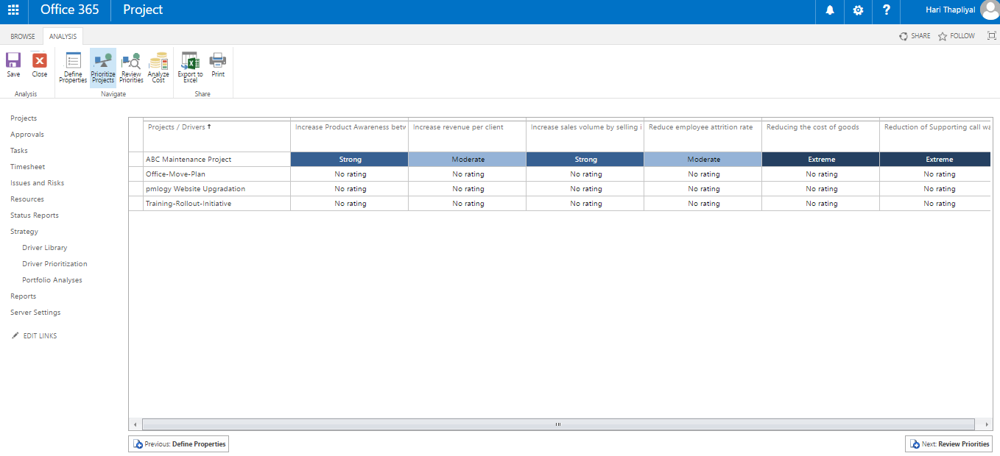 Office 365 Project Hari Thapliyal
BROWSE ANALYSIS SHARE FOLLOW
Save Close Define Properties Prioritize Projects Review Priorities Analyze Cost Export to Excel Print
Analysis Navigate Share
Projects
Approvals
Tasks
Timesheet
Issues and Risks
Resources
Status Reports
Strategy
Driver Library
Driver Prioritization
Portfolio Analyses
Reports
Server Settings
EDIT LINKS
Projects / Drivers Increase Product Awareness betw Increase revenue per client Increase sales volume by selling i Reduce employee attrition rate Reducing the cost of goods Reduction of Supporting call wa
ABC Maintenance Project Strong Moderate Strong Moderate Extreme Extreme
Office-Move-Plan No rating No rating No rating No rating No rating No rating
pmlogy Website Upgradation No rating No rating No rating No rating No rating No rating
Training-Rollout-Initiative No rating No rating No rating No rating No rating No rating
Previous: Define Properties Next: Review Priorities